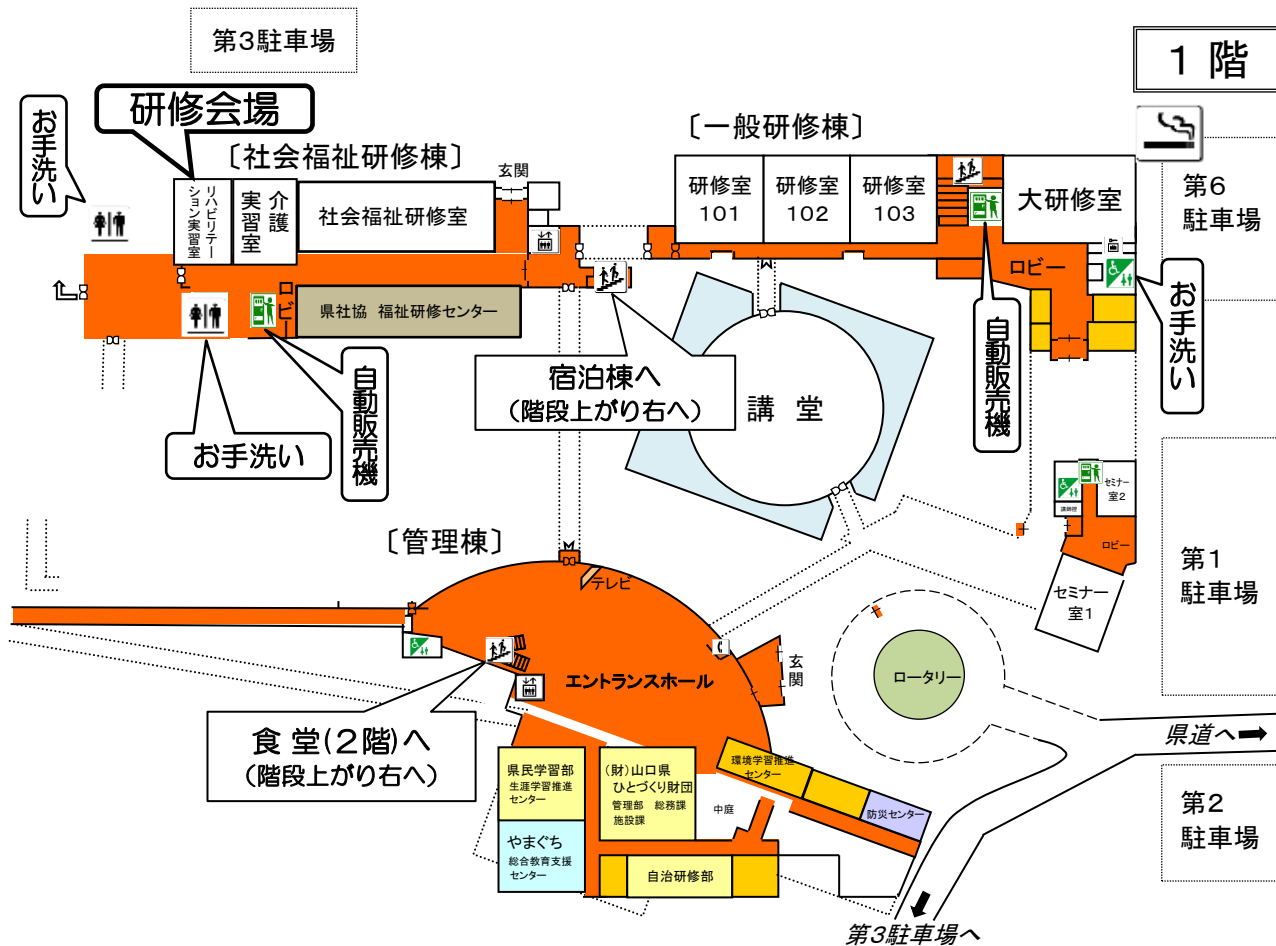 第3駐車場
1 階
お手洗い
研修会場
〔社会福祉研修棟〕
玄関
〔一般研修棟〕
リハビリテー
ション実習室
介護
実習室
社会福祉研修室
研修室
101
研修室
102
研修室
103
大研修室
第6
駐車場
ロビー
県社協 福祉研修センター
ロビー
お手洗い
自動販売機
お手洗い
宿泊棟へ
(階段上がり右へ)
講 堂
自動販売機
セミナー
室2
講師控
ロビー
セミナー
室1
第1
駐車場
〔管理棟〕
テレビ
エントランスホール
玄関
ロータリー
食 堂(2階)へ
(階段上がり右へ)
県道へ
県民学習部
生涯学習推進
センター
(財)山口県
ひとづくり財団
管理部 総務課
施設課
環境学習推進
センター
防災センター
中庭
やまぐち
総合教育支援
センター
自治研修部
第2
駐車場
第3駐車場へ